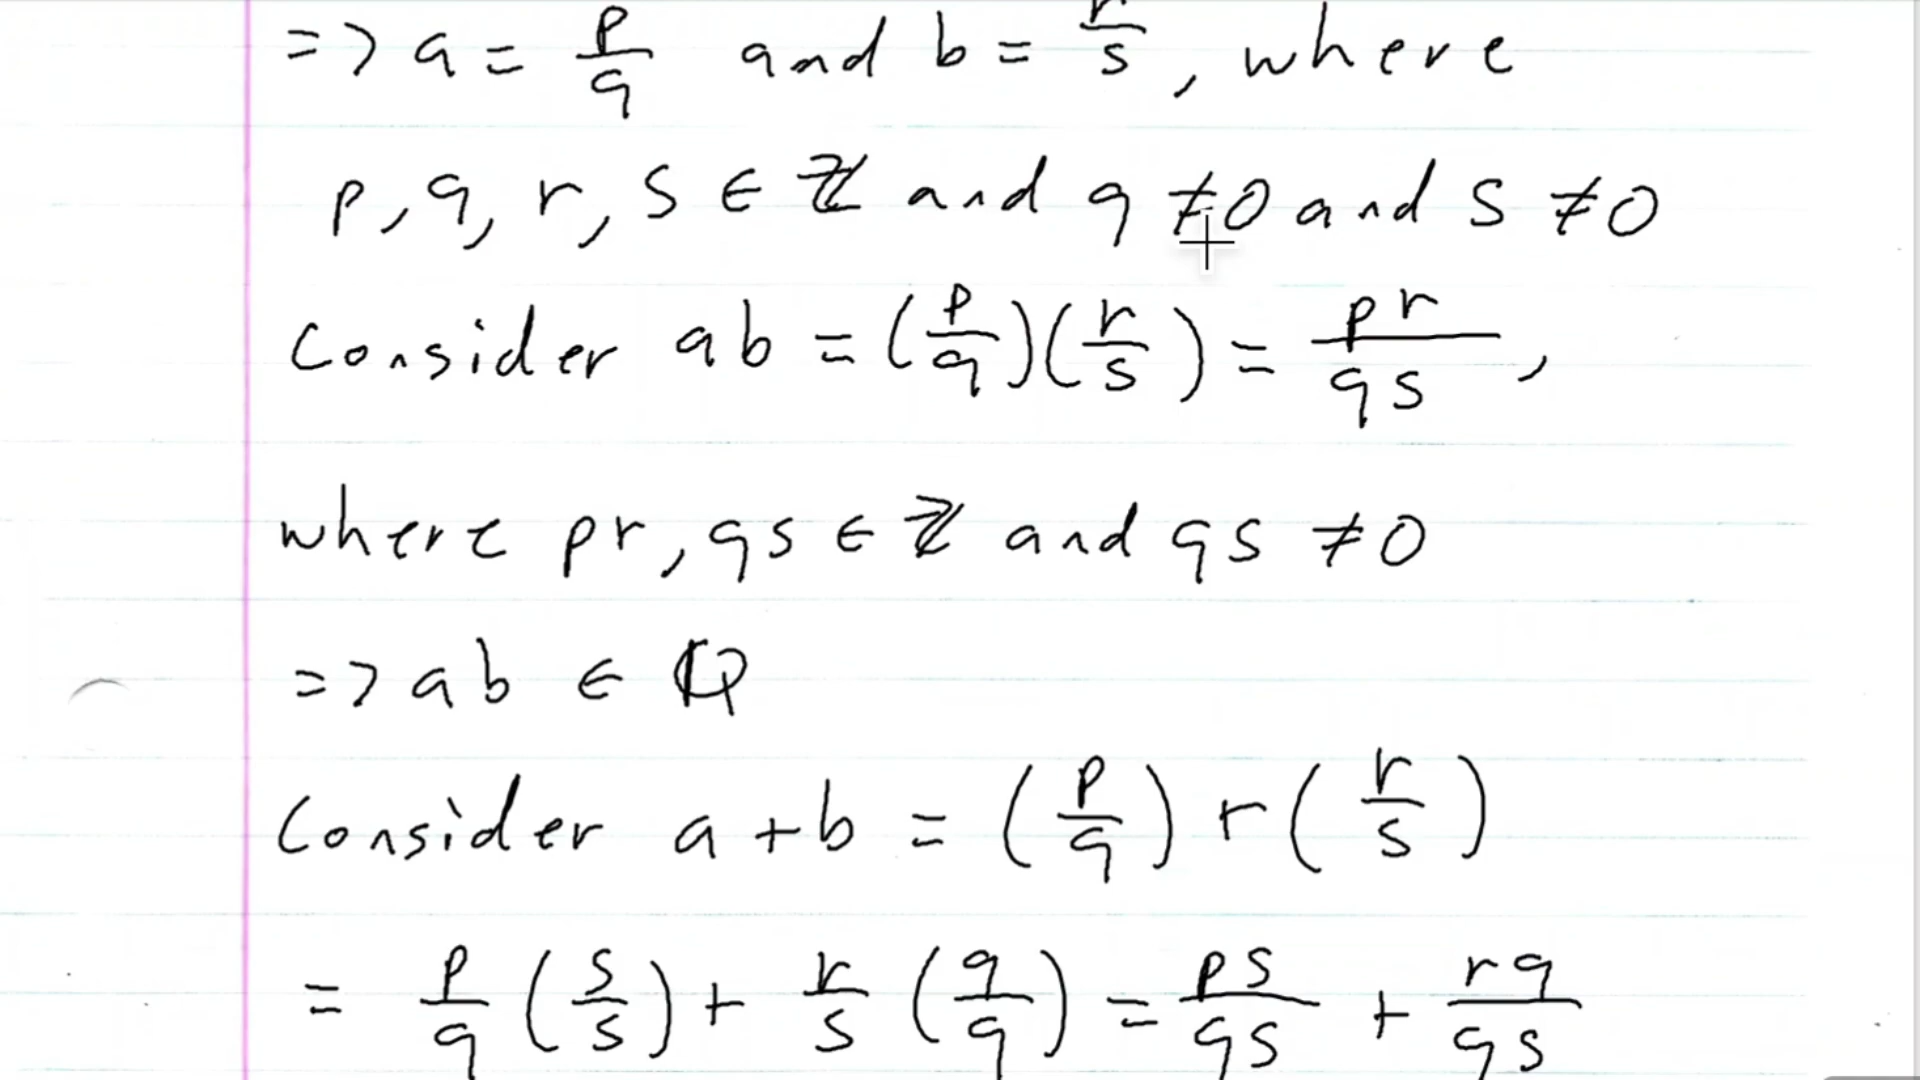 => a = p/q and b = r/s, where
p, q, r, s ∈ ℤ and q ≠ 0 and s ≠ 0
Consider ab = (p/q)(r/s) = pr/qs,
where pr, qs ∈ ℤ and qs ≠ 0
=> ab ∈ ℚ
Consider a + b = (p/q) + (r/s)
= p/q (s/s) + r/s (q/q) = ps/qs + rq/qs